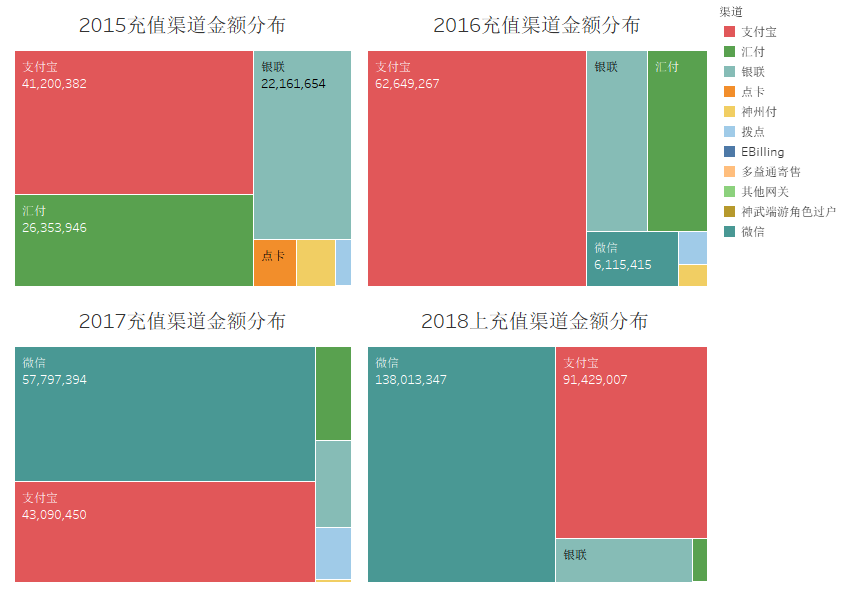 2015充值渠道金额分布
支付宝
41,200,382
银联
22,161,654
汇付
26,353,946
点卡
2016充值渠道金额分布
支付宝
62,649,267
银联
汇付
微信
6,115,415
渠道
支付宝
汇付
银联
点卡
神州付
拨点
EBilling
多益通寄售
其他网关
神武端游角色过户
微信
2017充值渠道金额分布
微信
57,797,394
支付宝
43,090,450
2018上充值渠道金额分布
微信
138,013,347
支付宝
91,429,007
银联